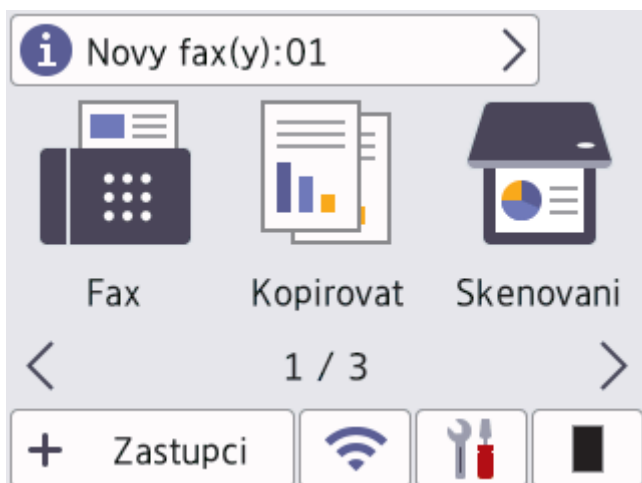 Novy fax(y):01
Fax Kopirovat Skenovani
1 / 3
+ Zastupci